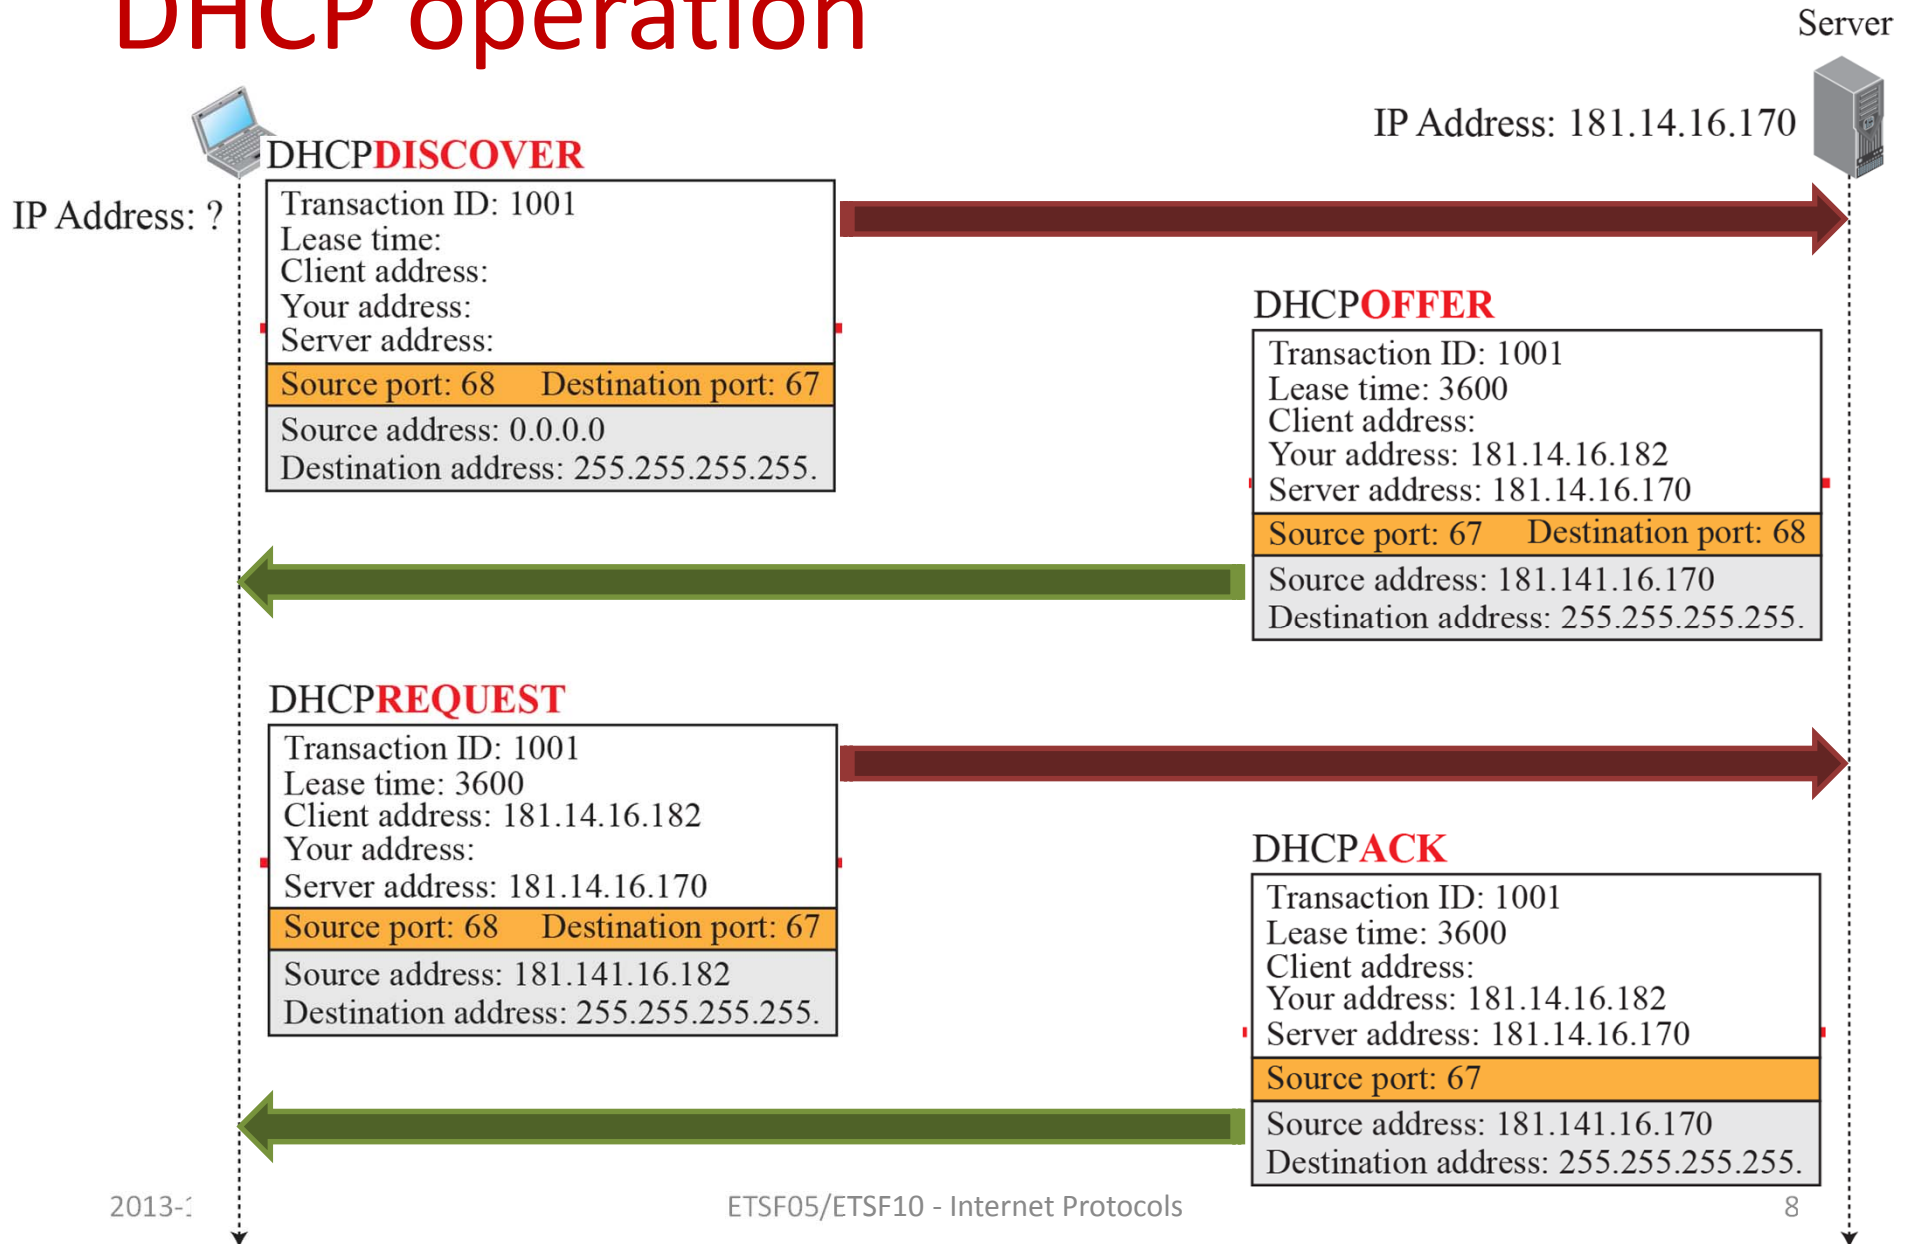 DHCP operation
Server
IP Address: 181.14.16.170
DHCPDISCOVER
IP Address: ?
Transaction ID: 1001
Lease time:
Client address:
Your address:
Server address:
Source port: 68 Destination port: 67
Source address: 0.0.0.0
Destination address: 255.255.255.255.
DHCPOFFER
Transaction ID: 1001
Lease time: 3600
Client address:
Your address: 181.14.16.182
Server address: 181.14.16.170
Source port: 67 Destination port: 68
Source address: 181.141.16.170
Destination address: 255.255.255.255.
DHCPREQUEST
Transaction ID: 1001
Lease time: 3600
Client address: 181.14.16.182
Your address:
Server address: 181.14.16.170
Source port: 68 Destination port: 67
Source address: 181.141.16.182
Destination address: 255.255.255.255.
DHCPACK
Transaction ID: 1001
Lease time: 3600
Client address:
Your address: 181.14.16.182
Server address: 181.14.16.170
Source port: 67
Source address: 181.141.16.170
Destination address: 255.255.255.255.
2013-1
ETSF05/ETSF10 - Internet Protocols
8